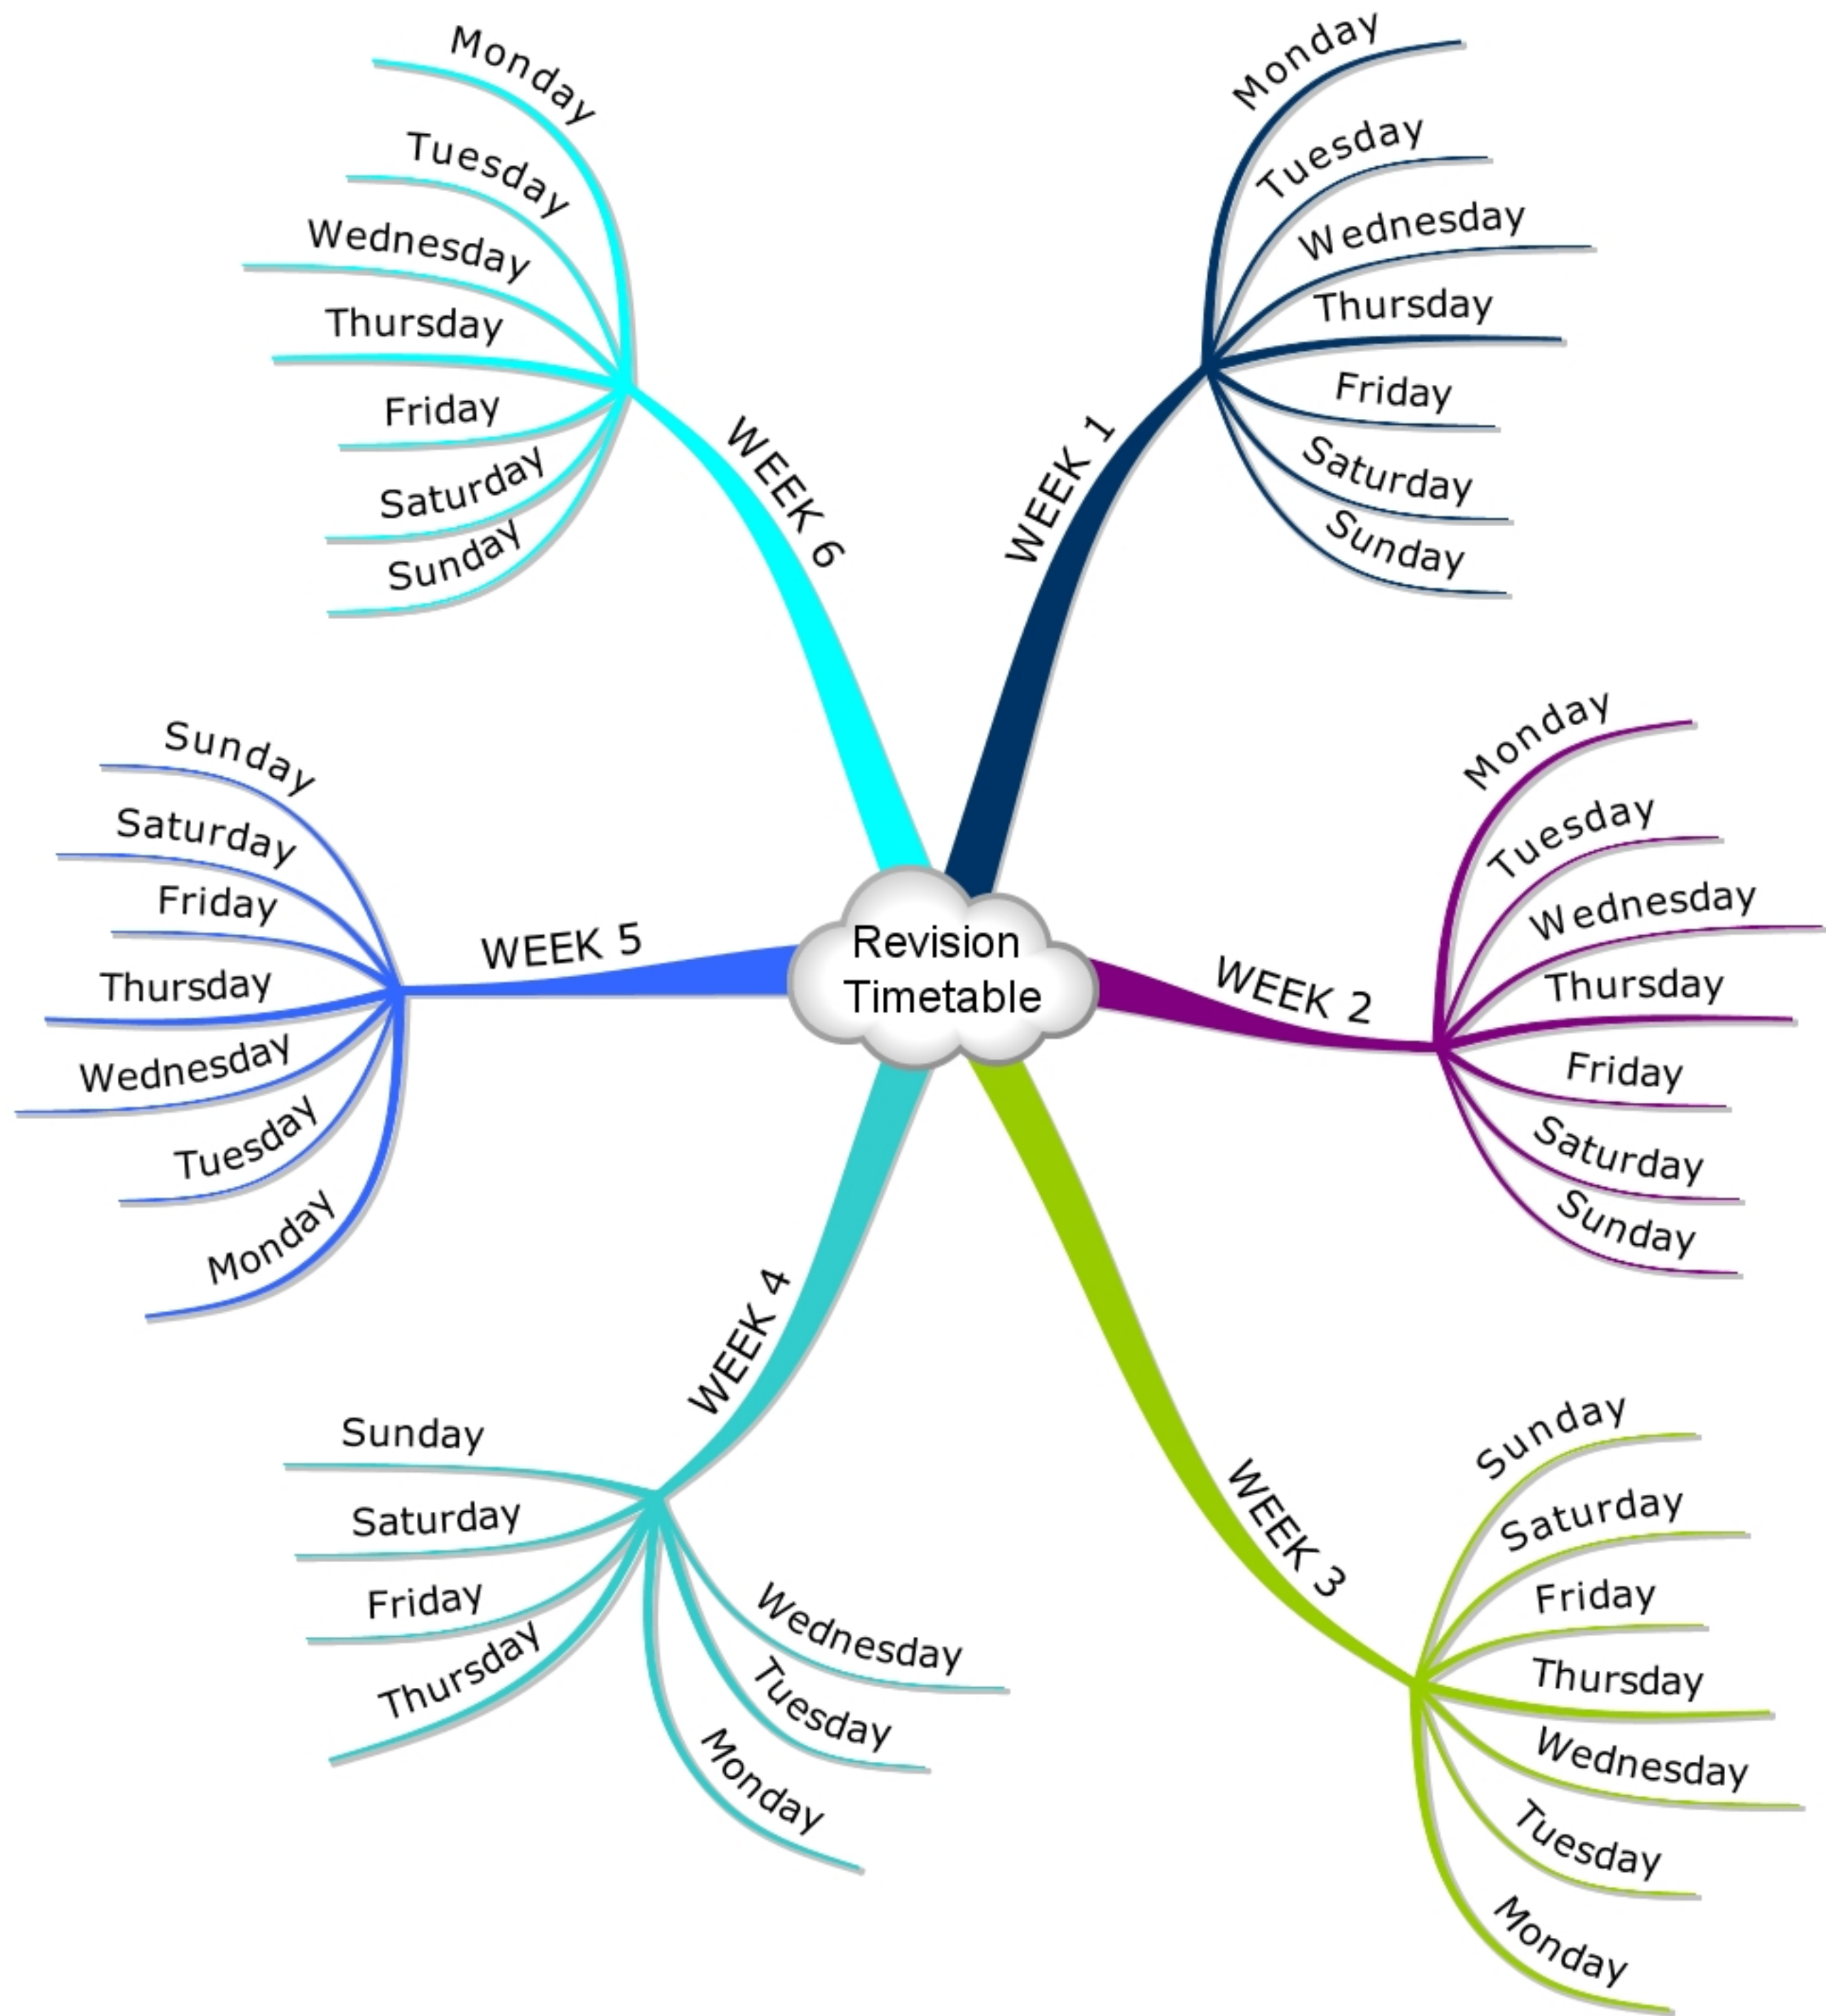 Revision
Timetable
WEEK 1
Monday
Tuesday
Wednesday
Thursday
Friday
Saturday
Sunday
WEEK 2
Monday
Tuesday
Wednesday
Thursday
Friday
Saturday
Sunday
WEEK 3
Sunday
Saturday
Friday
Thursday
Wednesday
Tuesday
Monday
WEEK 4
Sunday
Saturday
Friday
Thursday
Wednesday
Tuesday
Monday
WEEK 5
Sunday
Saturday
Friday
Thursday
Wednesday
Tuesday
Monday
WEEK 6
Monday
Tuesday
Wednesday
Thursday
Friday
Saturday
Sunday